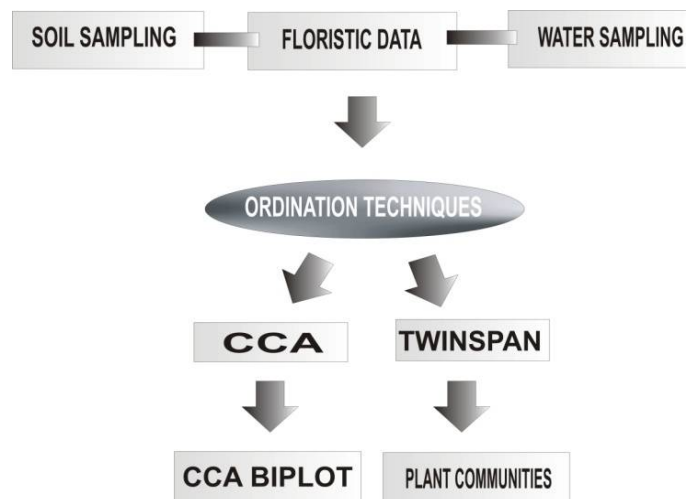 SOIL SAMPLING
FLORISTIC DATA
WATER SAMPLING
ORDINATION TECHNIQUES
CCA
TWINSPAN
CCA BIPLOT
PLANT COMMUNITIES